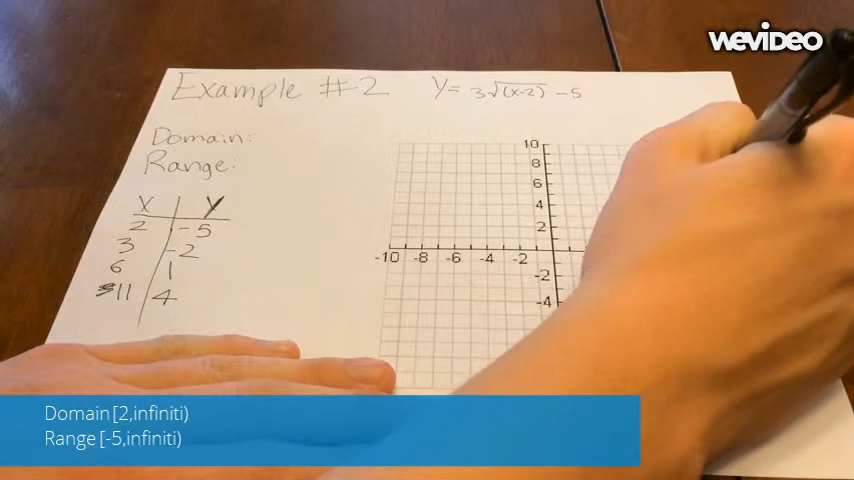 WeVideo
Example #2 Y= 3√(x-2) -5
Domain:
Range:
X Y
2 -5
3 -2
6 1
11 4
10
8
6
4
2
-10 -8 -6 -4 -2
-2
-4
Domain [2,infiniti)
Range [-5,infiniti)